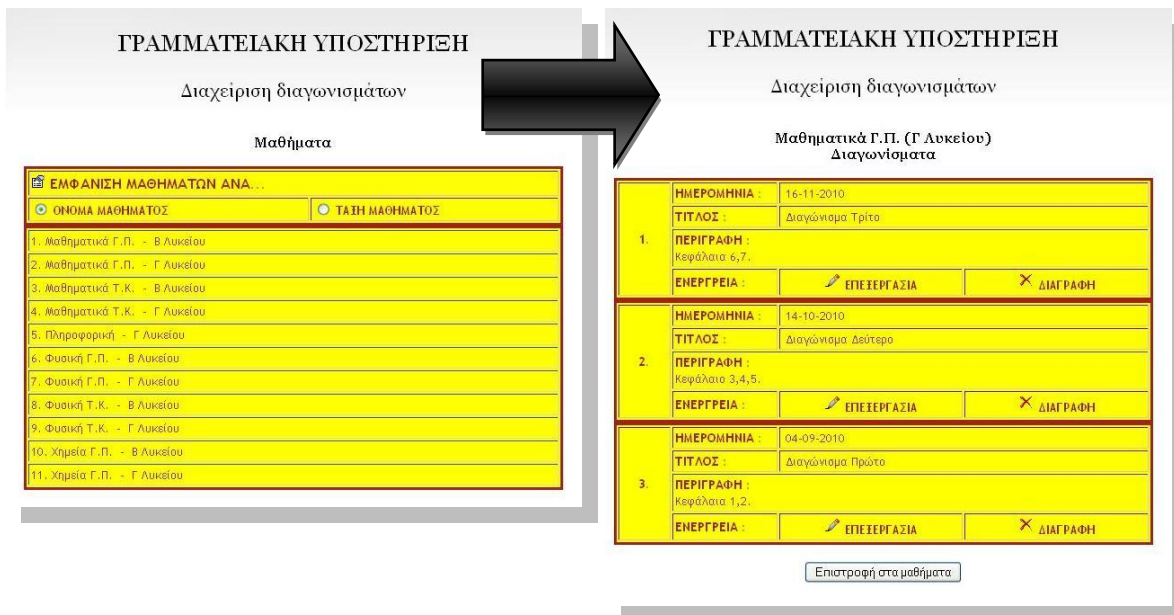 ΓΡΑΜΜΑΤΕΙΑΚΗ ΥΠΟΣΤΗΡΙΞΗ
Διαχείριση διαγωνισμάτων
Μαθήματα
ΕΜΦΑΝΙΣΗ ΜΑΘΗΜΑΤΩΝ ΑΝΑ...
ΟΝΟΜΑ ΜΑΘΗΜΑΤΟΣ ΤΑΞΗ ΜΑΘΗΜΑΤΟΣ
1. Μαθηματικά Γ.Π. - Β Λυκείου
2. Μαθηματικά Γ.Π. - Γ Λυκείου
3. Μαθηματικά Τ.Κ. - Β Λυκείου
4. Μαθηματικά Τ.Κ. - Γ Λυκείου
5. Πληροφορική - Γ Λυκείου
6. Φυσική Γ.Π. - Β Λυκείου
7. Φυσική Γ.Π. - Γ Λυκείου
8. Φυσική Τ.Κ. - Β Λυκείου
9. Φυσική Τ.Κ. - Γ Λυκείου
10. Χημεία Γ.Π. - Β Λυκείου
11. Χημεία Γ.Π. - Γ Λυκείου
ΓΡΑΜΜΑΤΕΙΑΚΗ ΥΠΟΣΤΗΡΙΞΗ
Διαχείριση διαγωνισμάτων
Μαθηματικά Γ.Π. (Γ Λυκείου)
Διαγωνίσματα
1.
ΗΜΕΡΟΜΗΝΙΑ : 16-11-2010
ΤΙΤΛΟΣ : Διαγώνισμα Τρίτο
ΠΕΡΙΓΡΑΦΗ :
Κεφάλαια 6,7.
ΕΝΕΡΓΡΕΙΑ : ΕΠΕΞΕΡΓΑΣΙΑ ΔΙΑΓΡΑΦΗ
2.
ΗΜΕΡΟΜΗΝΙΑ : 14-10-2010
ΤΙΤΛΟΣ : Διαγώνισμα Δεύτερο
ΠΕΡΙΓΡΑΦΗ :
Κεφάλαιο 3,4,5.
ΕΝΕΡΓΡΕΙΑ : ΕΠΕΞΕΡΓΑΣΙΑ ΔΙΑΓΡΑΦΗ
3.
ΗΜΕΡΟΜΗΝΙΑ : 04-09-2010
ΤΙΤΛΟΣ : Διαγώνισμα Πρώτο
ΠΕΡΙΓΡΑΦΗ :
Κεφάλαια 1,2.
ΕΝΕΡΓΡΕΙΑ : ΕΠΕΞΕΡΓΑΣΙΑ ΔΙΑΓΡΑΦΗ
Επιστροφή στα μαθήματα